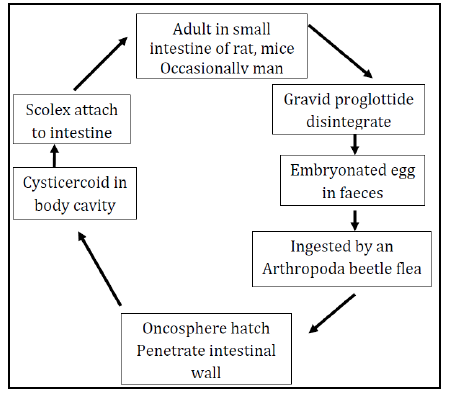 Adult in small
intestine of rat, mice
Occasionally man
Gravid proglottide
disintegrate
Embryonated egg
in faeces
Ingested by an
Arthropoda beetle flea
Oncosphere hatch
Penetrate intestinal
wall
Cysticercoid in
body cavity
Scolex attach
to intestine